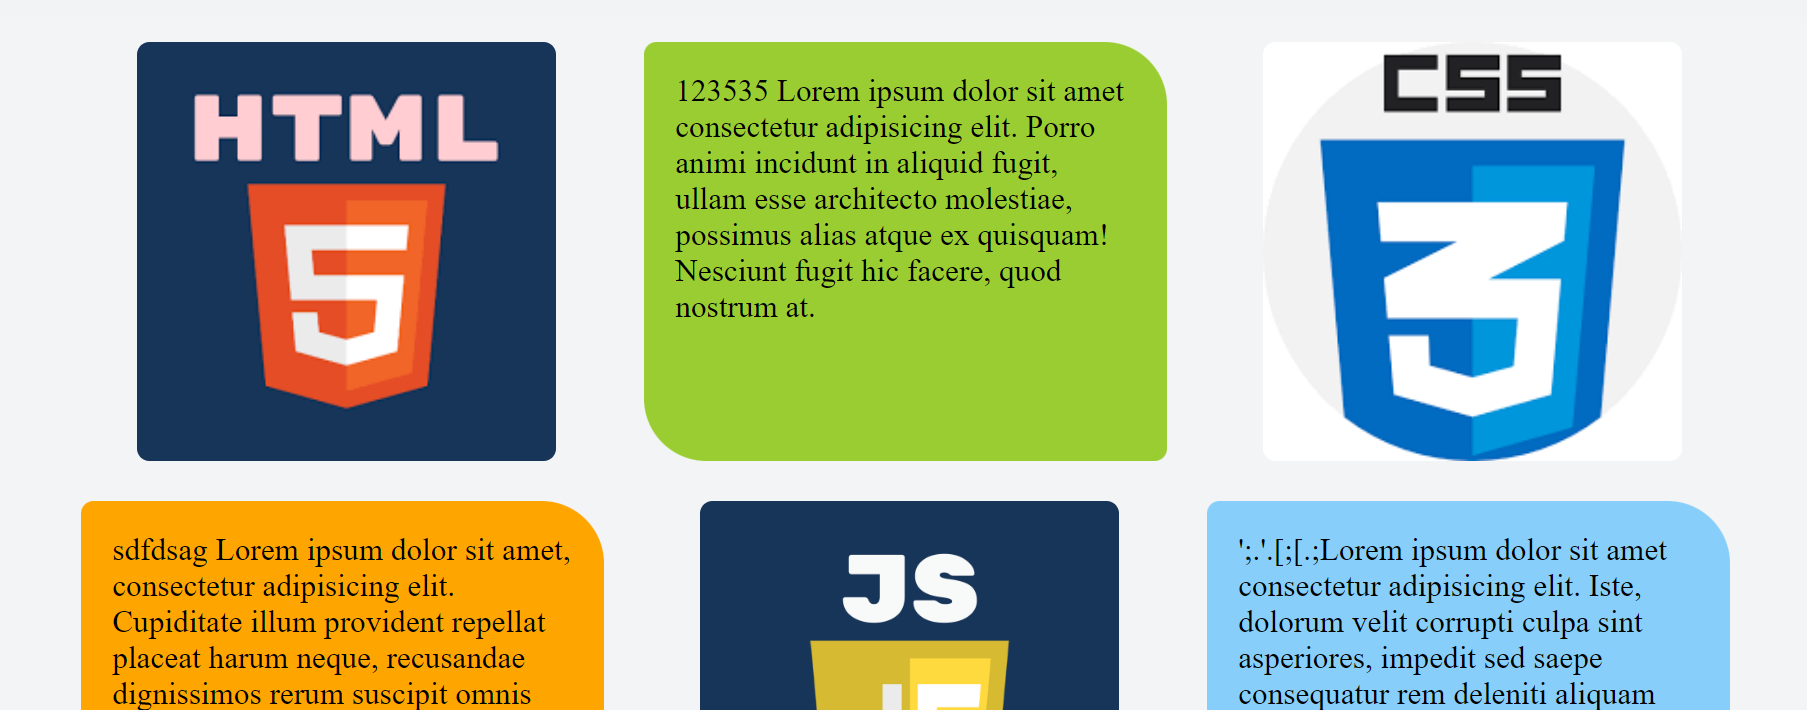 HTML
5
123535 Lorem ipsum dolor sit amet
consectetur adipisicing elit. Porro
animi incidunt in aliquid fugit,
ullam esse architecto molestiae,
possimus alias atque ex quisquam!
Nesciunt fugit hic facere, quod
nostrum at.
CSS
3
sdfdsag Lorem ipsum dolor sit amet,
consectetur adipisicing elit.
Cupiditate illum provident repellat
placeat harum neque, recusandae
dignissimos rerum suscipit omnis
JS
';.'.[;[.;Lorem ipsum dolor sit amet
consectetur adipisicing elit. Iste,
dolorum velit corrupti culpa sint
asperiores, impedit sed saepe
consequatur rem deleniti aliquam